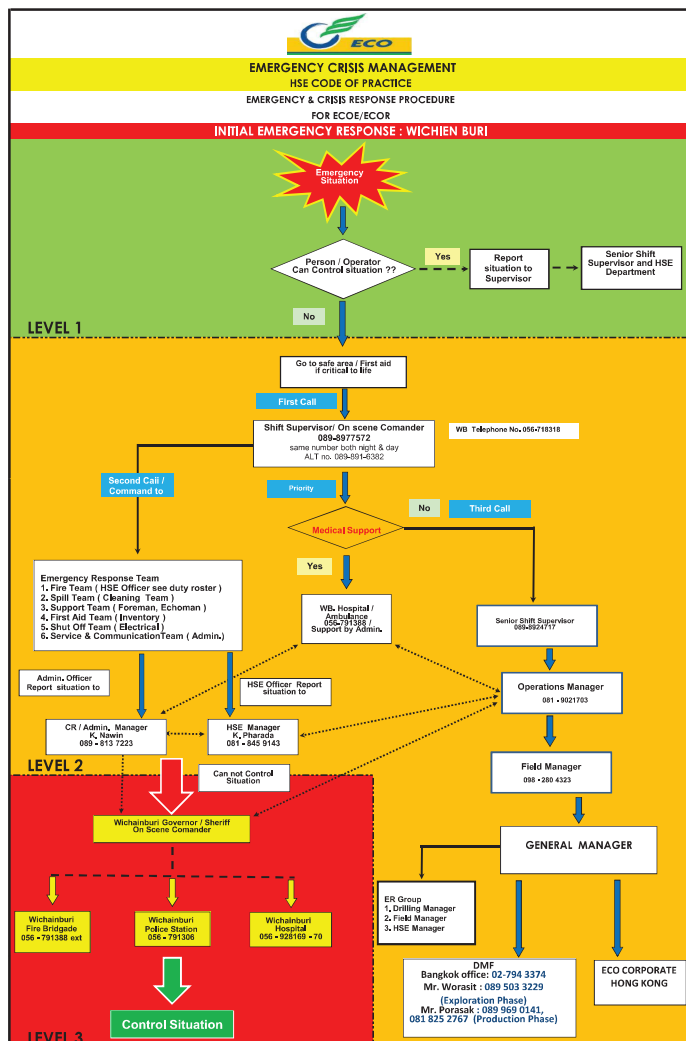 ECO
EMERGENCY CRISIS MANAGEMENT
HSE CODE OF PRACTICE
EMERGENCY & CRISIS RESPONSE PROCEDURE
FOR ECOE/ECOR
INITIAL EMERGENCY RESPONSE : WICHIEN BURI
Emergency
Situation
Person / Operator
Can Control situation ??
Yes
Report
situation to
Supervisor
Senior Shift
Supervisor and HSE
Department
No
LEVEL 1
Go to safe area / First aid
if critical to life
First Call
Shift Supervisor/ On scene Comander
089-8977572
same number both night & day
ALT no. 089-891-6382
WB Telephone No. 056-718318
Second Caii /
Command to
Priority
No
Third Call
Medical Support
Yes
Emergency Response Team
1. Fire Team ( HSE Officer see duty roster )
2. Spill Team ( Cleaning Team )
3. Support Team ( Foreman, Echoman )
4. First Aid Team ( Inventory )
5. Shut Off Team ( Electrical )
6. Service & CommunicationTeam ( Admin. )
WB. Hospital /
Ambulance
056-791388 /
Support by Admin.
Senior Shift Supervisor
089-8924717
Admin. Officer
Report situation to
HSE Officer Report
situation to
Operations Manager
081 - 9021703
CR / Admin. Manager
K. Nawin
089 - 813 7223
HSE Manager
K. Pharada
081 - 845 9143
Field Manager
098 - 280 4323
LEVEL 2
Can not Control
Situation
Wichainburi Governor / Sheriff
On Scene Comander
GENERAL MANAGER
ER Group
1. Drilling Manager
2. Field Manager
3. HSE Manager
Wichainburi
Fire Bridgade
056 - 791388 ext
Wichainburi
Police Station
056 - 791306
Wichainburi
Hospital
056 - 928169 - 70
DMF
Bangkok office: 02-794 3374
Mr. Worasit : 089 503 3229
(Exploration Phase)
Mr. Porasak : 089 969 0141,
081 825 2767 (Production Phase)
ECO CORPORATE
HONG KONG
Control Situation
LEVEL 3